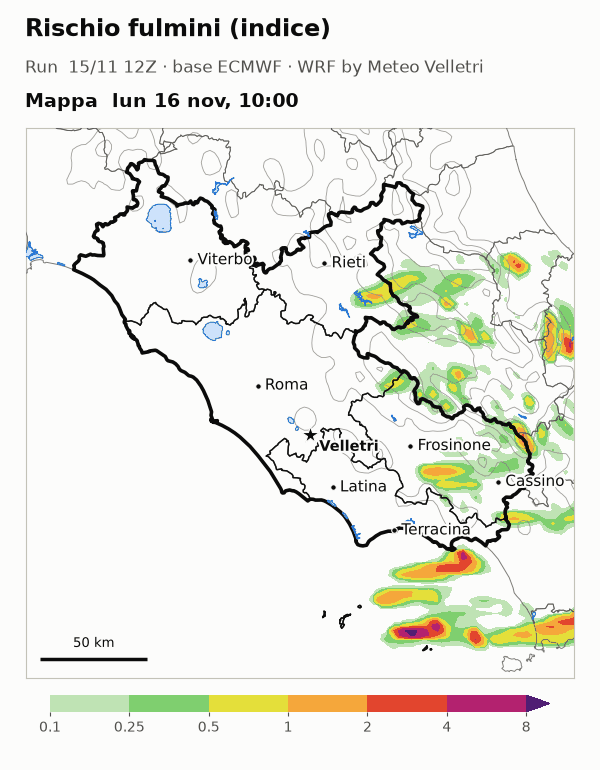 Rischio fulmini (indice)
Run 15/11 12Z · base ECMWF · WRF by Meteo Velletri
Mappa lun 16 nov, 10:00
Viterbo
Rieti
Roma
Velletri
Frosinone
Latina
Cassino
Terracina
50 km
0.1 0.25 0.5 1 2 4 8